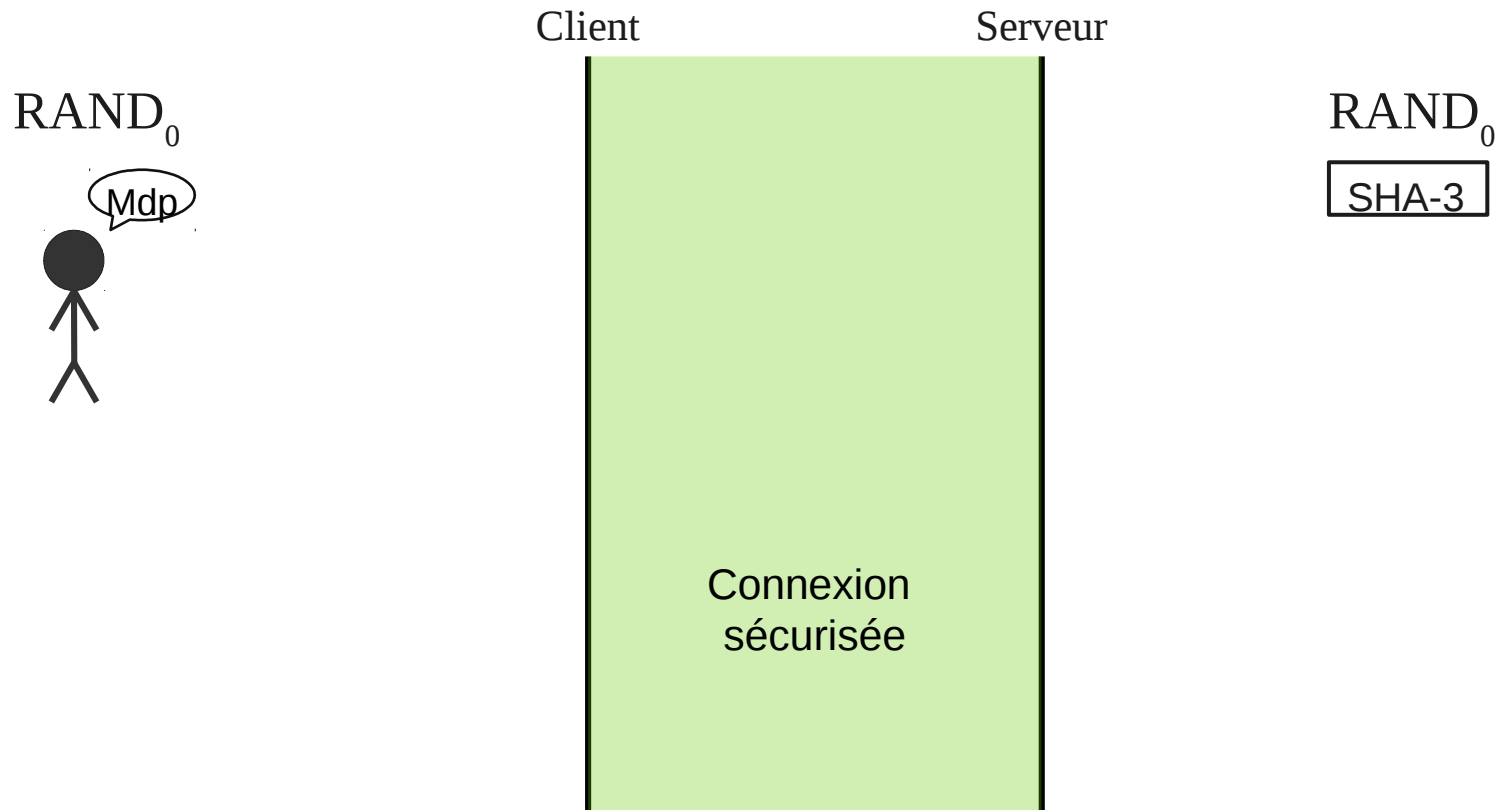 Client
Serveur
RAND0
RAND0
Mdp
SHA-3
Connexion
sécurisée